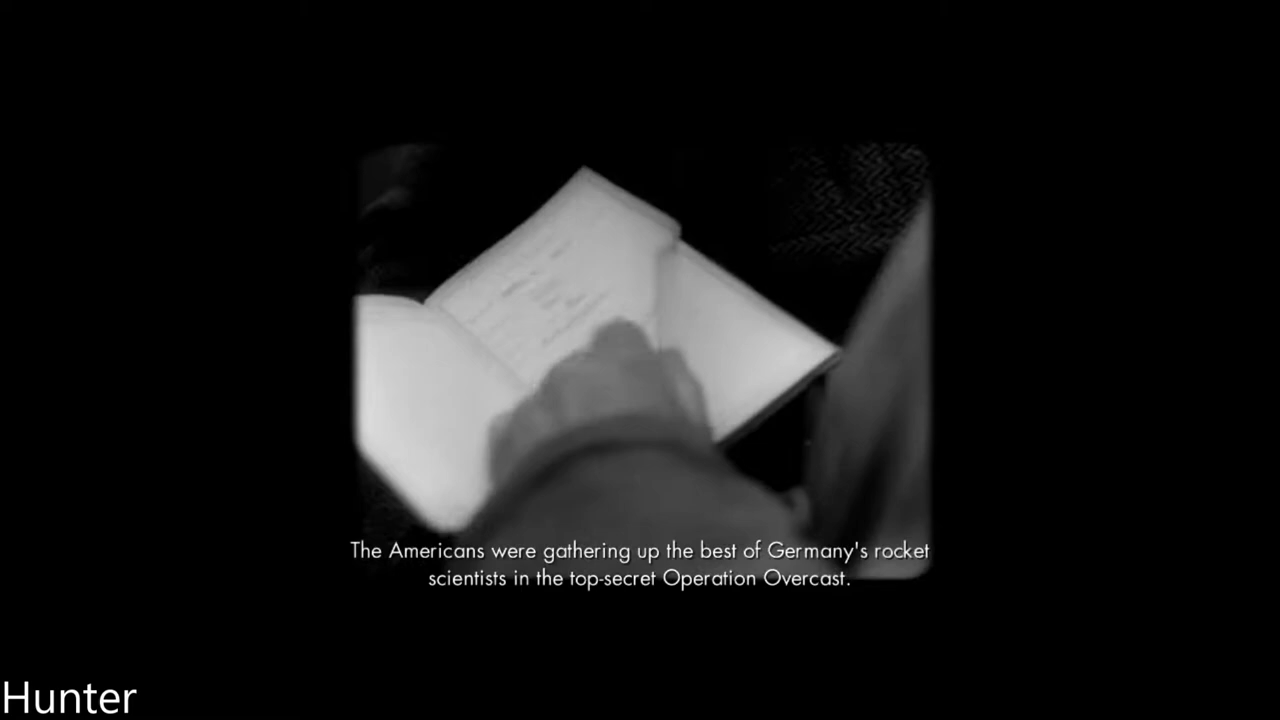 The Americans were gathering up the best of Germany's rocket
scientists in the top-secret Operation Overcast.
Hunter